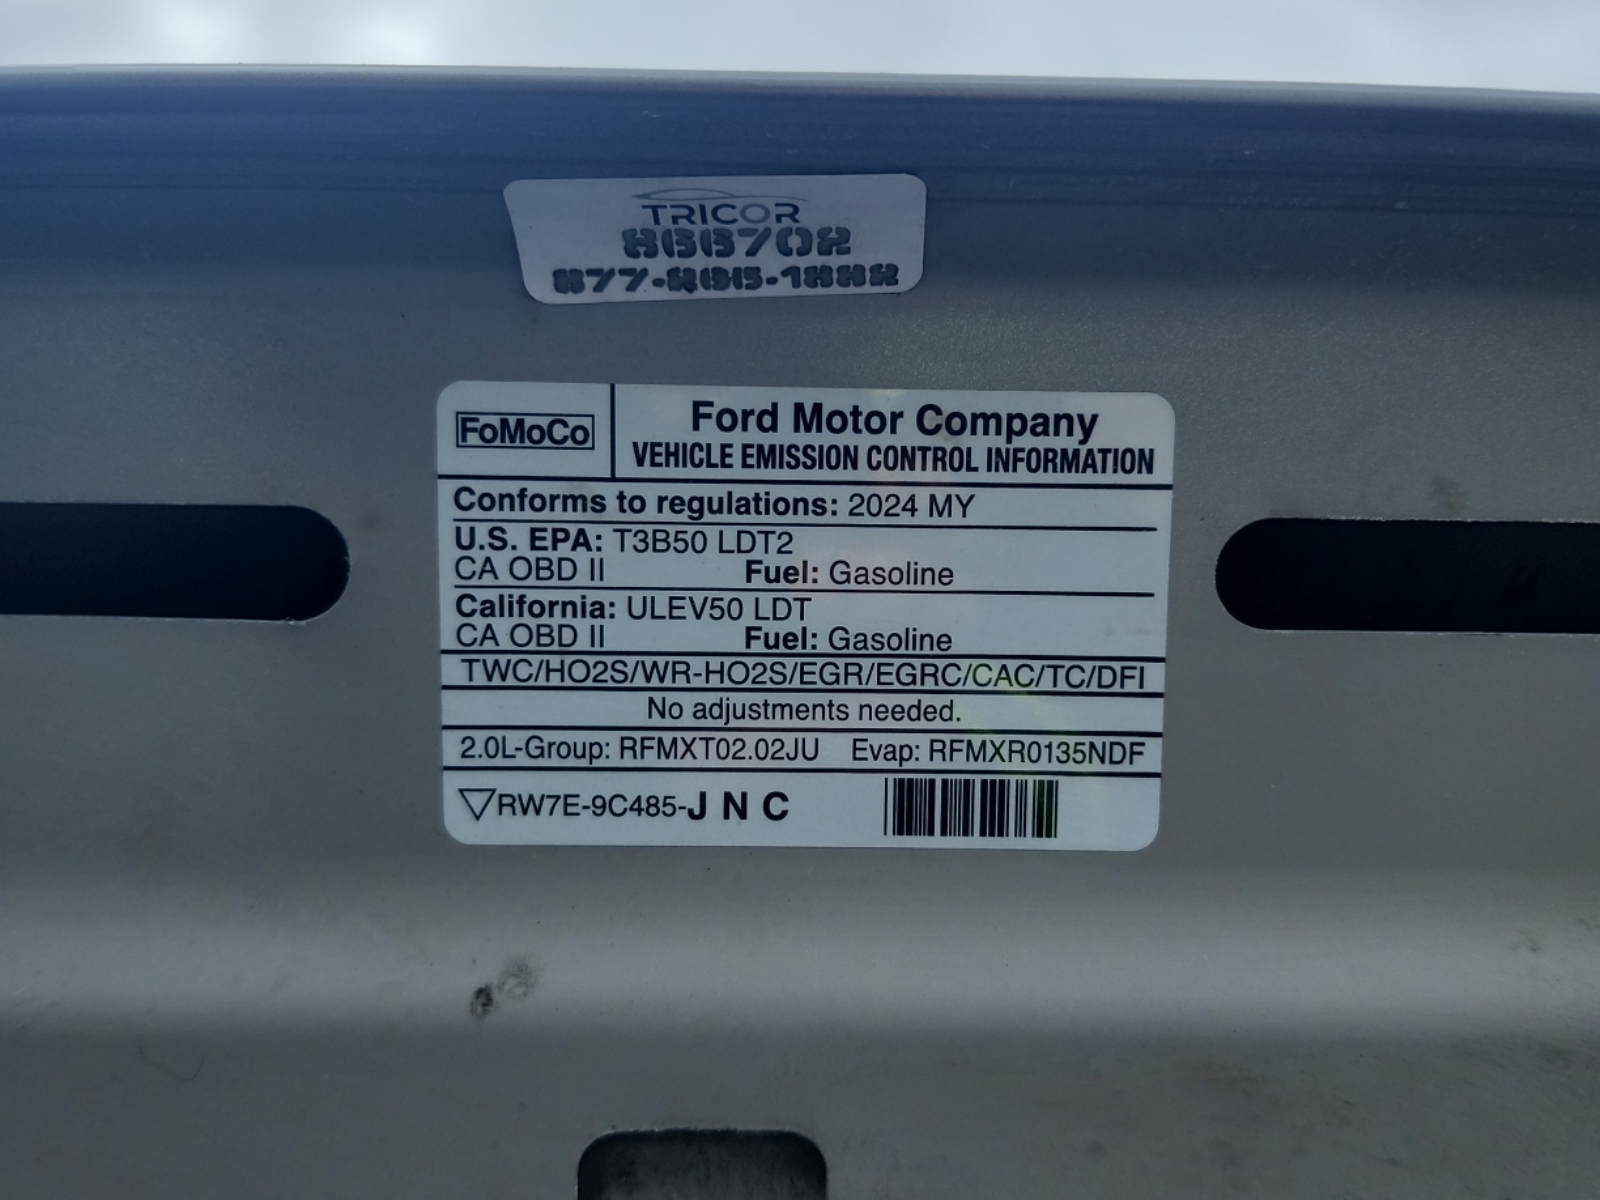 TRICOR
866702
FoMoCo
Ford Motor Company
VEHICLE EMISSION CONTROL INFORMATION
Conforms to regulations: 2024 MY
U.S. EPA: T3B50 LDT2
CA OBD II Fuel: Gasoline
California: ULEV50 LDT
CA OBD II Fuel: Gasoline
TWC/HO2S/WR-HO2S/EGR/EGRC/CAC/TC/DFI
No adjustments needed.
2.0L-Group: RFMXT02.02JU Evap: RFMXR0135NDF
RW7E-9C485-J N C